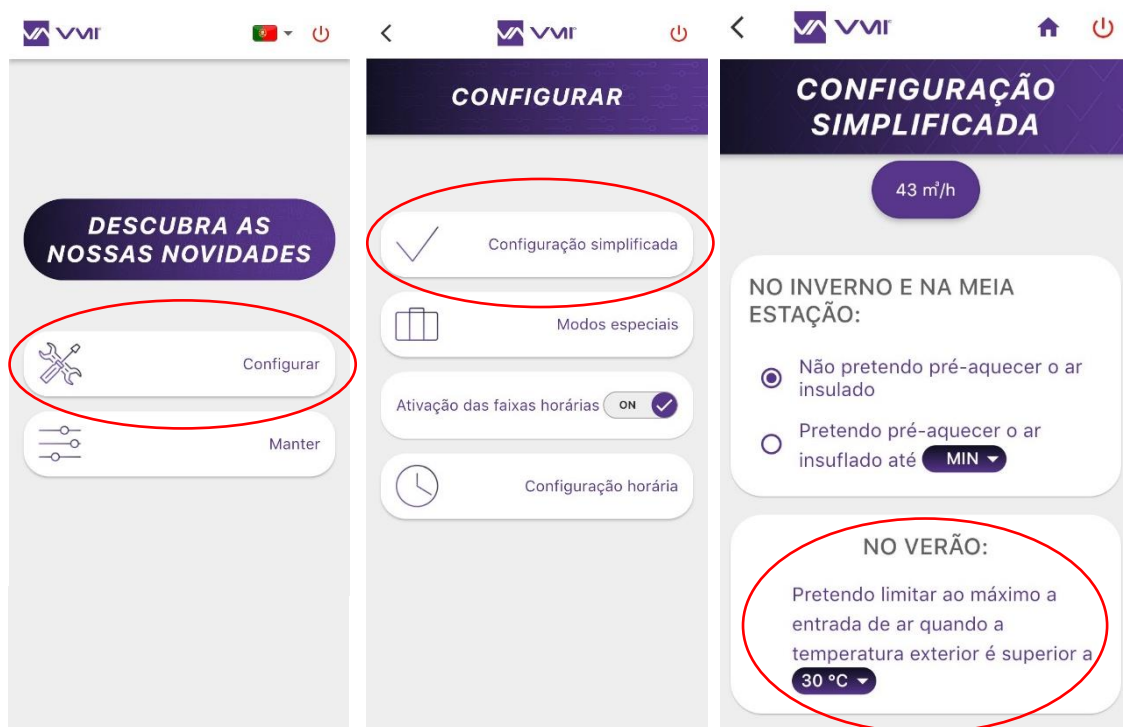 VMI
DESCUBRA AS
NOSSAS NOVIDADES
Configurar
Manter
VMI
CONFIGURAR
Configuração simplificada
Modos especiais
Ativação das faixas horárias ON
Configuração horária
VMI
CONFIGURAÇÃO
SIMPLIFICADA
43 m³/h
NO INVERNO E NA MEIA
ESTAÇÃO:
Não pretendo pré-aquecer o ar
insulado
Pretendo pré-aquecer o ar
insuflado até MIN
NO VERÃO:
Pretendo limitar ao máximo a
entrada de ar quando a
temperatura exterior é superior a
30 °C